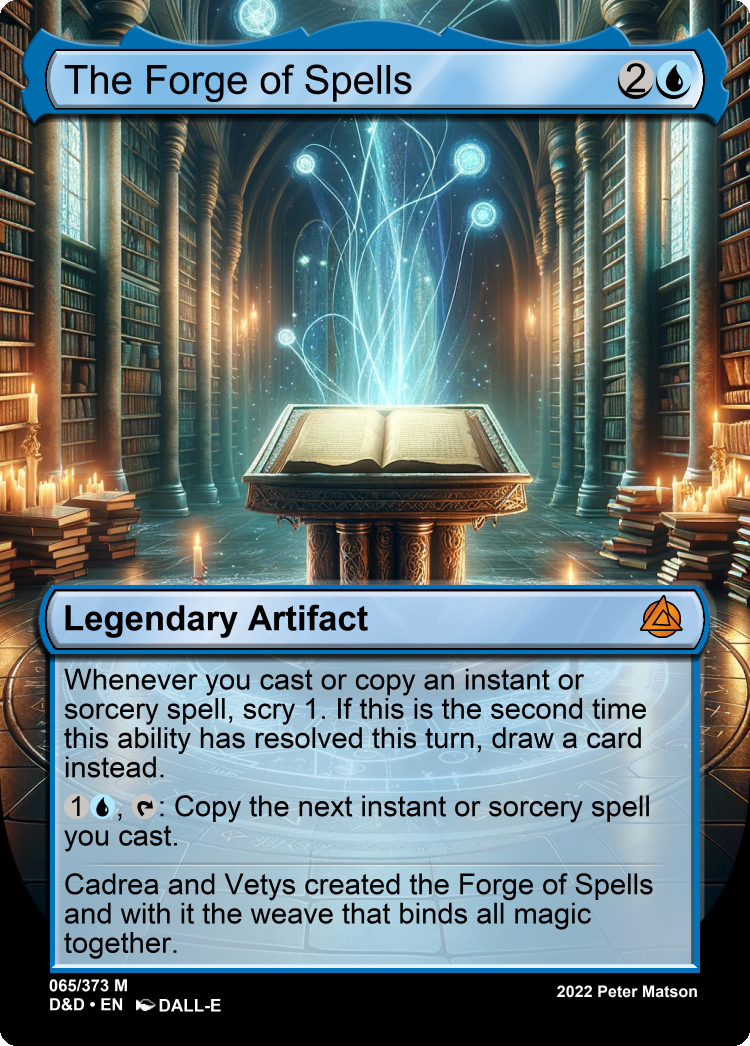 The Forge of Spells 2
Legendary Artifact
Whenever you cast or copy an instant or
sorcery spell, scry 1. If this is the second time
this ability has resolved this turn, draw a card
instead.
1, : Copy the next instant or sorcery spell
you cast.
Cadrea and Vetys created the Forge of Spells
and with it the weave that binds all magic
together.
065/373 M
D&D • EN DALL-E
2022 Peter Matson